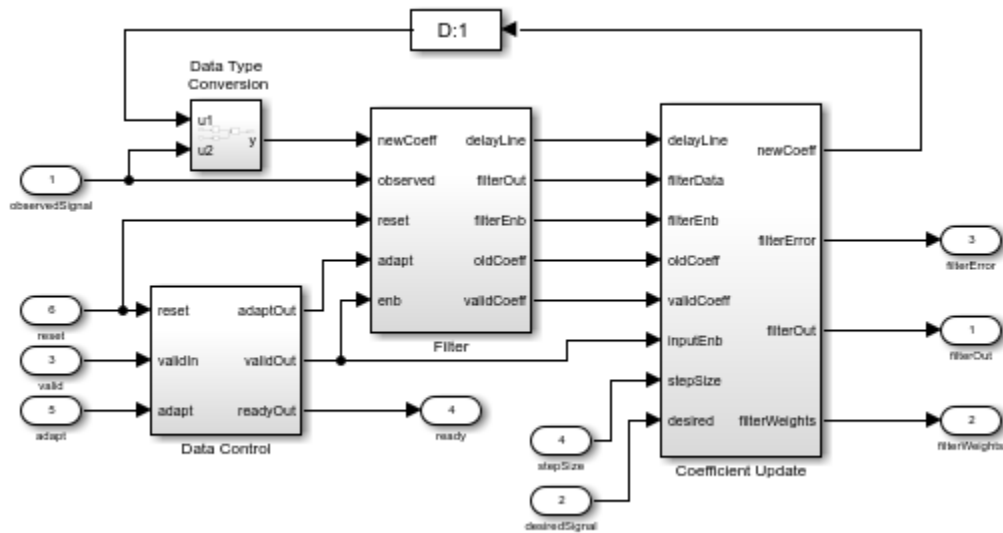 D:1
Data Type
Conversion
u1
u2
y
1
observedSignal
6
reset
3
valid
5
adapt
reset
validIn
adapt
adaptOut
validOut
readyOut
Data Control
4
ready
newCoeff
observed
reset
adapt
enb
delayLine
filterOut
filterEnb
oldCoeff
validCoeff
Filter
4
stepSize
2
desiredSignal
delayLine
filterData
filterEnb
oldCoeff
validCoeff
inputEnb
stepSize
desired
newCoeff
filterError
filterOut
filterWeights
Coefficient Update
3
filterError
1
filterOut
2
filterWeights